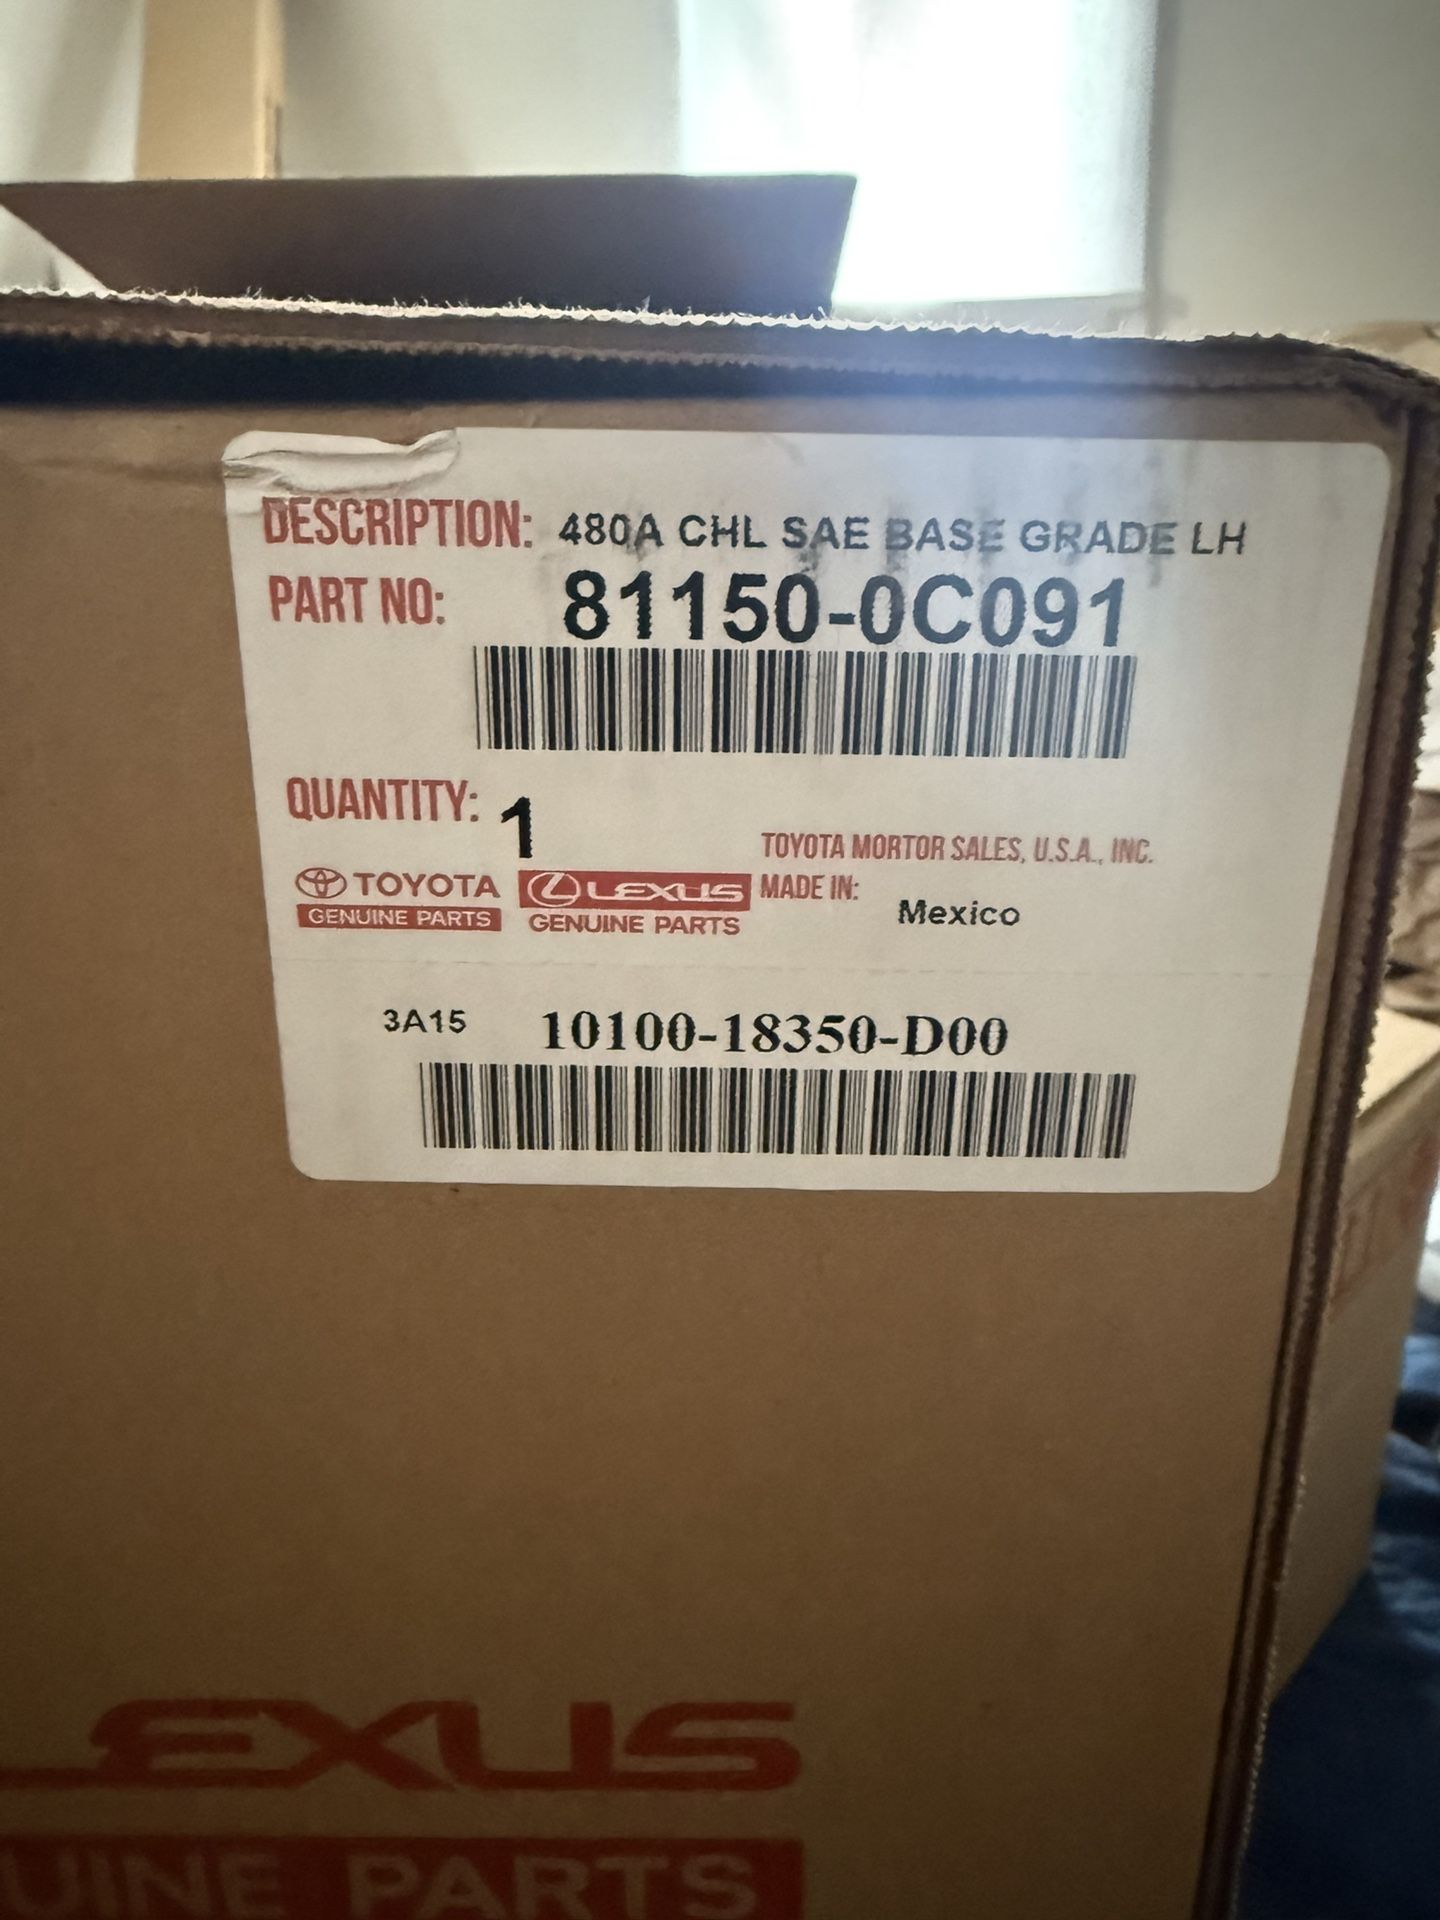 DESCRIPTION: 480A CHL SAE BASE GRADE LH
PART NO: 81150-0C091
QUANTITY: 1
TOYOTA MORTOR SALES, U.S.A., INC.
TOYOTA LEXUS MADE IN: Mexico
GENUINE PARTS GENUINE PARTS
3A15 10100-18350-D00
LEXUS
UINE PARTS